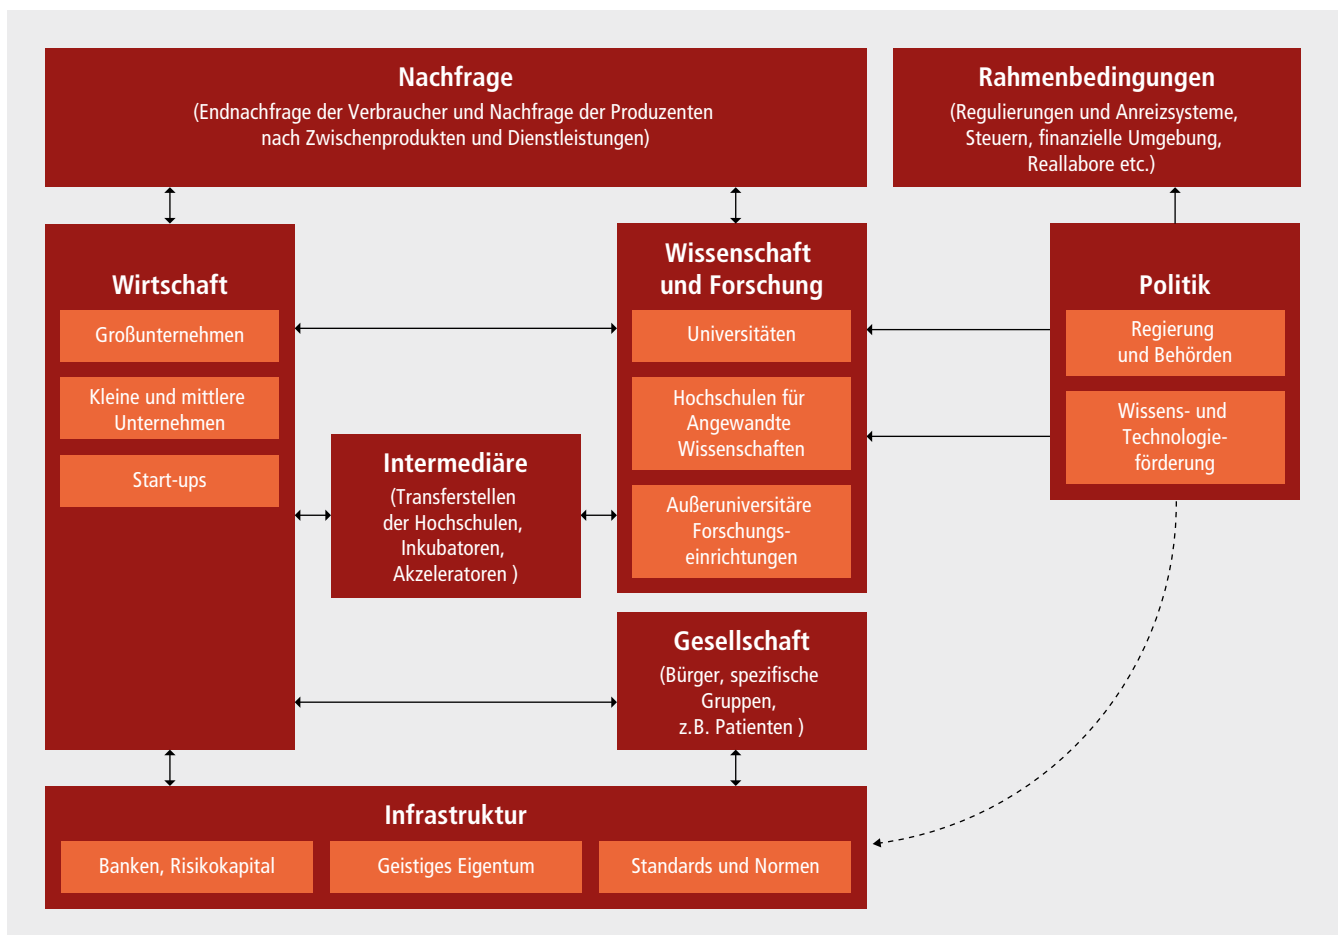 Nachfrage
(Endnachfrage der Verbraucher und Nachfrage der Produzenten
nach Zwischenprodukten und Dienstleistungen)
Rahmenbedingungen
(Regulierungen und Anreizsysteme,
Steuern, finanzielle Umgebung,
Reallabore etc.)
Wirtschaft
Großunternehmen
Kleine und mittlere
Unternehmen
Start-ups
Intermediäre
(Transferstellen
der Hochschulen,
Inkubatoren,
Akzeleratoren )
Wissenschaft
und Forschung
Universitäten
Hochschulen für
Angewandte
Wissenschaften
Außeruniversitäre
Forschungs-
einrichtungen
Politik
Regierung
und Behörden
Wissens- und
Technologie-
förderung
Gesellschaft
(Bürger, spezifische
Gruppen,
z.B. Patienten )
Infrastruktur
Banken, Risikokapital
Geistiges Eigentum
Standards und Normen